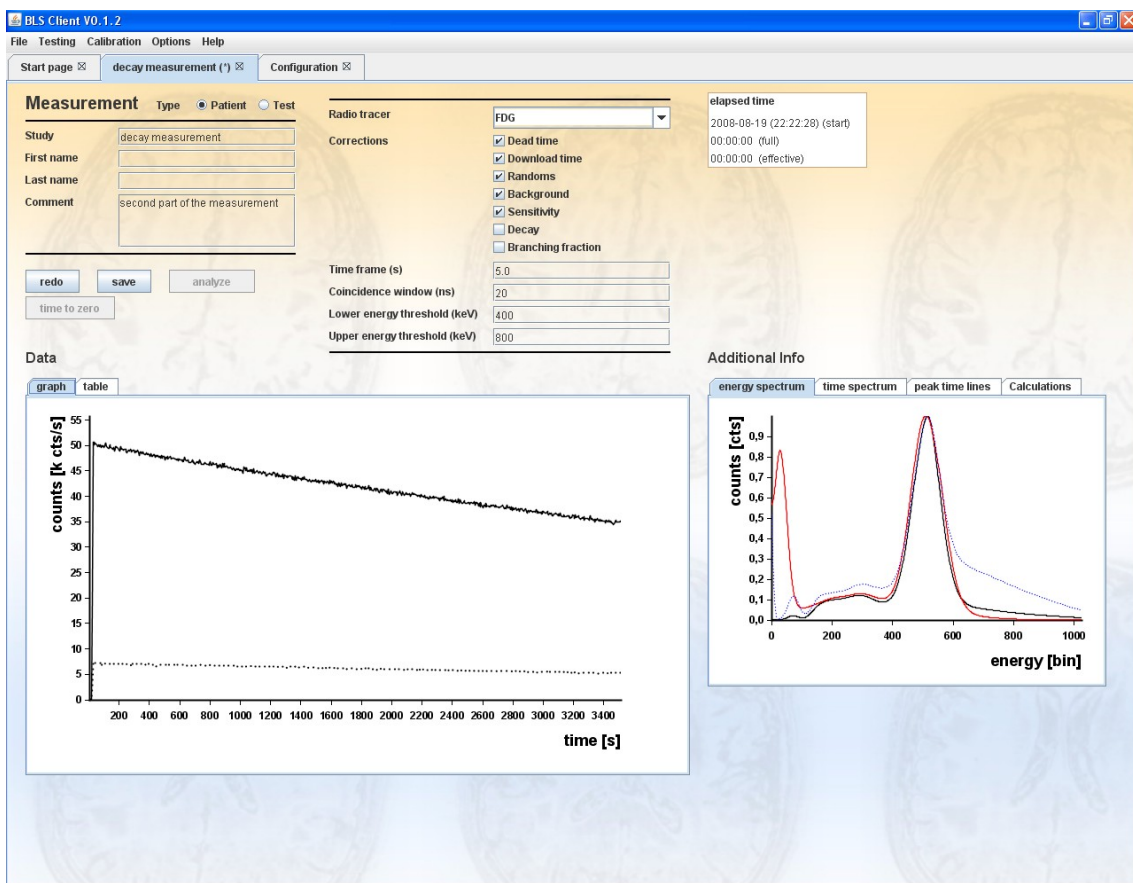 BLS Client V0.1.2
File Testing Calibration Options Help
Start page decay measurement (*) Configuration
Measurement Type Patient Test
Study decay measurement
First name
Last name
Comment second part of the measurement
redo save analyze
time to zero
Radio tracer FDG
Corrections Dead time
Download time
Randoms
Background
Sensitivity
Decay
Branching fraction
Time frame (s) 5.0
Coincidence window (ns) 20
Lower energy threshold (keV) 400
Upper energy threshold (keV) 800
elapsed time
2008-08-19 (22:22:28) (start)
00:00:00 (full)
00:00:00 (effective)
Data
graph table
counts [k cts/s]
55
50
45
40
35
30
25
20
15
10
5
0
200 400 600 800 1000 1200 1400 1600 1800 2000 2200 2400 2600 2800 3000 3200 3400
time [s]
Additional Info
energy spectrum time spectrum peak time lines Calculations
counts [cts]
0,9
0,8
0,7
0,6
0,5
0,4
0,3
0,2
0,1
0,0
0 200 400 600 800 1000
energy [bin]